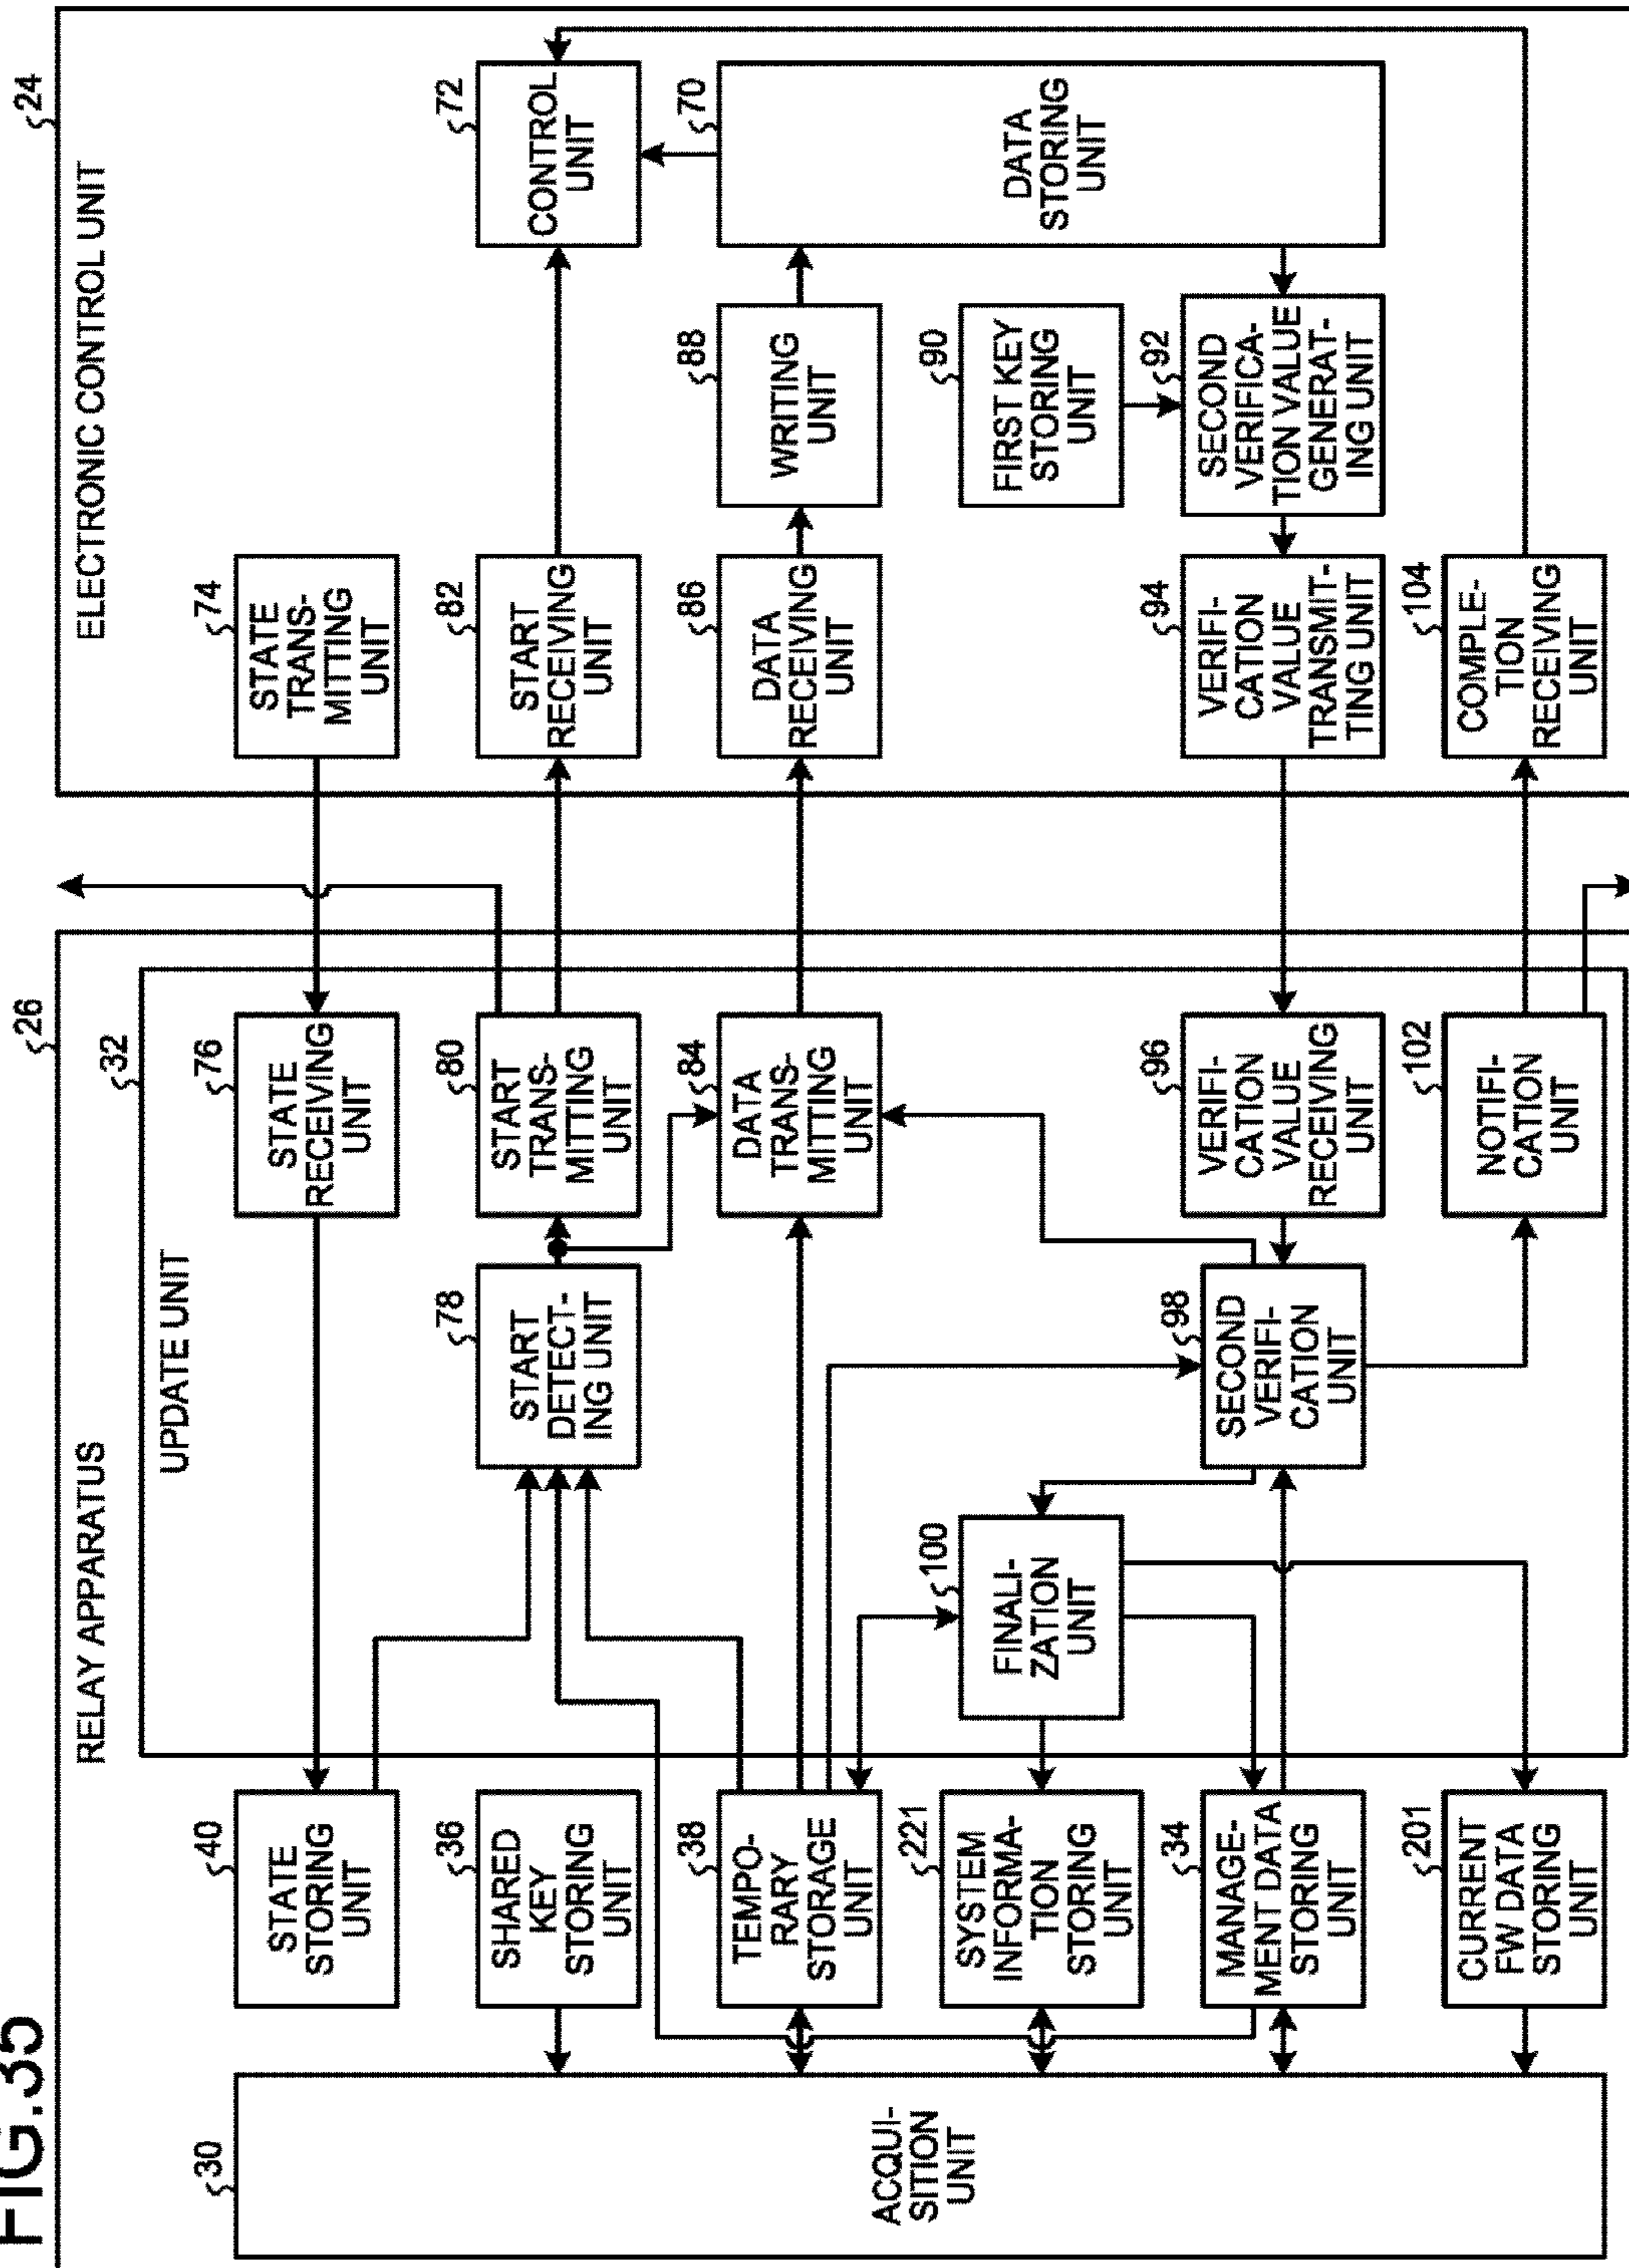 FIG.35
26
RELAY APPARATUS
24
ELECTRONIC CONTROL UNIT
32
UPDATE UNIT
30
ACQUI-
SITION
UNIT
40
STATE
STORING
UNIT
76
STATE
RECEIVING
UNIT
74
STATE
TRANS-
MITTING
UNIT
36
SHARED
KEY
STORING
UNIT
78
START
DETECT-
ING UNIT
80
START
TRANS-
MITTING
UNIT
82
START
RECEIVING
UNIT
72
CONTROL
UNIT
38
TEMPO-
RARY
STORAGE
UNIT
84
DATA
TRANS-
MITTING
UNIT
86
DATA
RECEIVING
UNIT
88
WRITING
UNIT
70
DATA
STORING
UNIT
221
SYSTEM
INFORMA-
TION
STORING
UNIT
100
FINALI-
ZATION
UNIT
90
FIRST KEY
STORING
UNIT
34
MANAGE-
MENT DATA
STORING
UNIT
98
SECOND
VERIFI-
CATION
UNIT
96
VERIFI-
CATION
VALUE
RECEIVING
UNIT
94
VERIFI-
CATION
VALUE
TRANSMIT-
TING UNIT
92
SECOND
VERIFICA-
TION VALUE
GENERAT-
ING UNIT
201
CURRENT
FW DATA
STORING
UNIT
102
NOTIFI-
CATION
UNIT
104
COMPLE-
TION
RECEIVING
UNIT